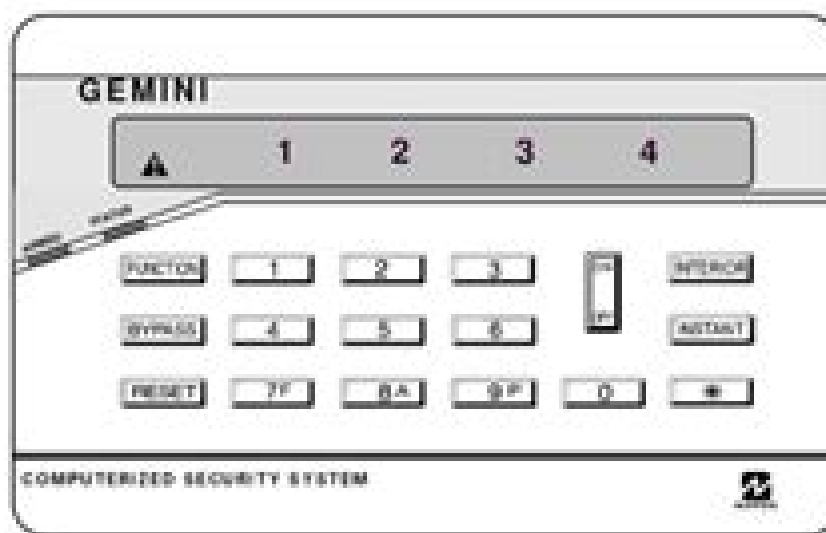 GEMINI
1 2 3 4
STATUS
FUNCTION 1 2 3 INTERIOR
BYPASS 4 5 6 INSTANT
RESET 7F 8A 9P 0 *
COMPUTERIZED SECURITY SYSTEM